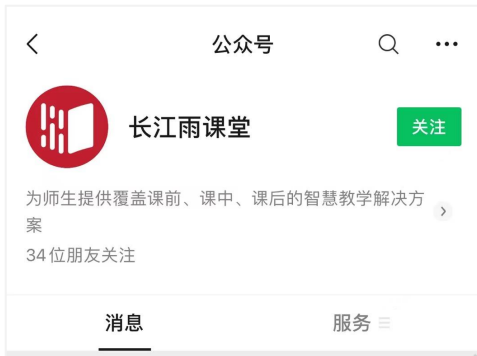 公众号
长江雨课堂
关注
为师生提供覆盖课前、课中、课后的智慧教学解决方
案
34位朋友关注
消息
服务